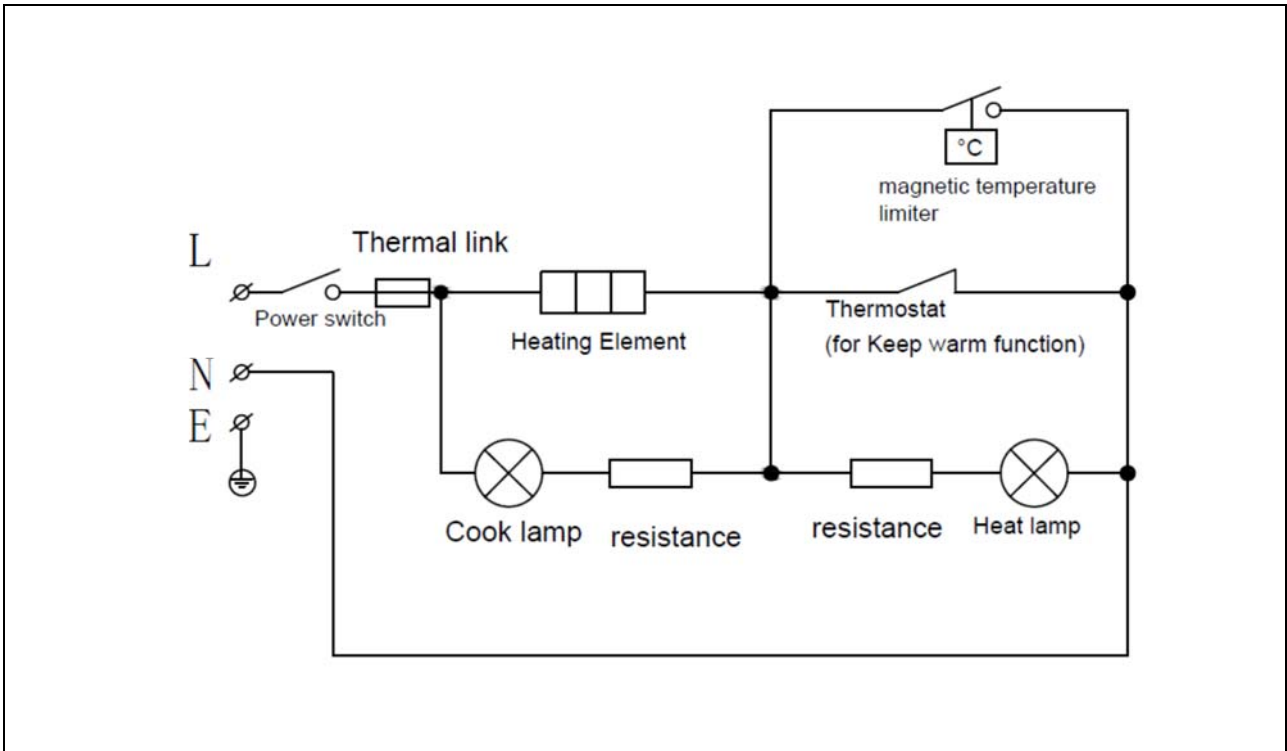 °C
magnetic temperature
limiter
L
Thermal link
Power switch
Heating Element
Thermostat
(for Keep warm function)
N
E
Cook lamp
resistance
resistance
Heat lamp